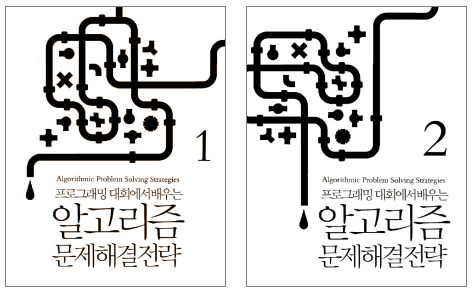 1
Algorithmic Problem Solving Strategies
프로그래밍 대회에서 배우는
알고리즘
문제해결전략
2
Algorithmic Problem Solving Strategies
프로그래밍 대회에서 배우는
알고리즘
문제해결전략